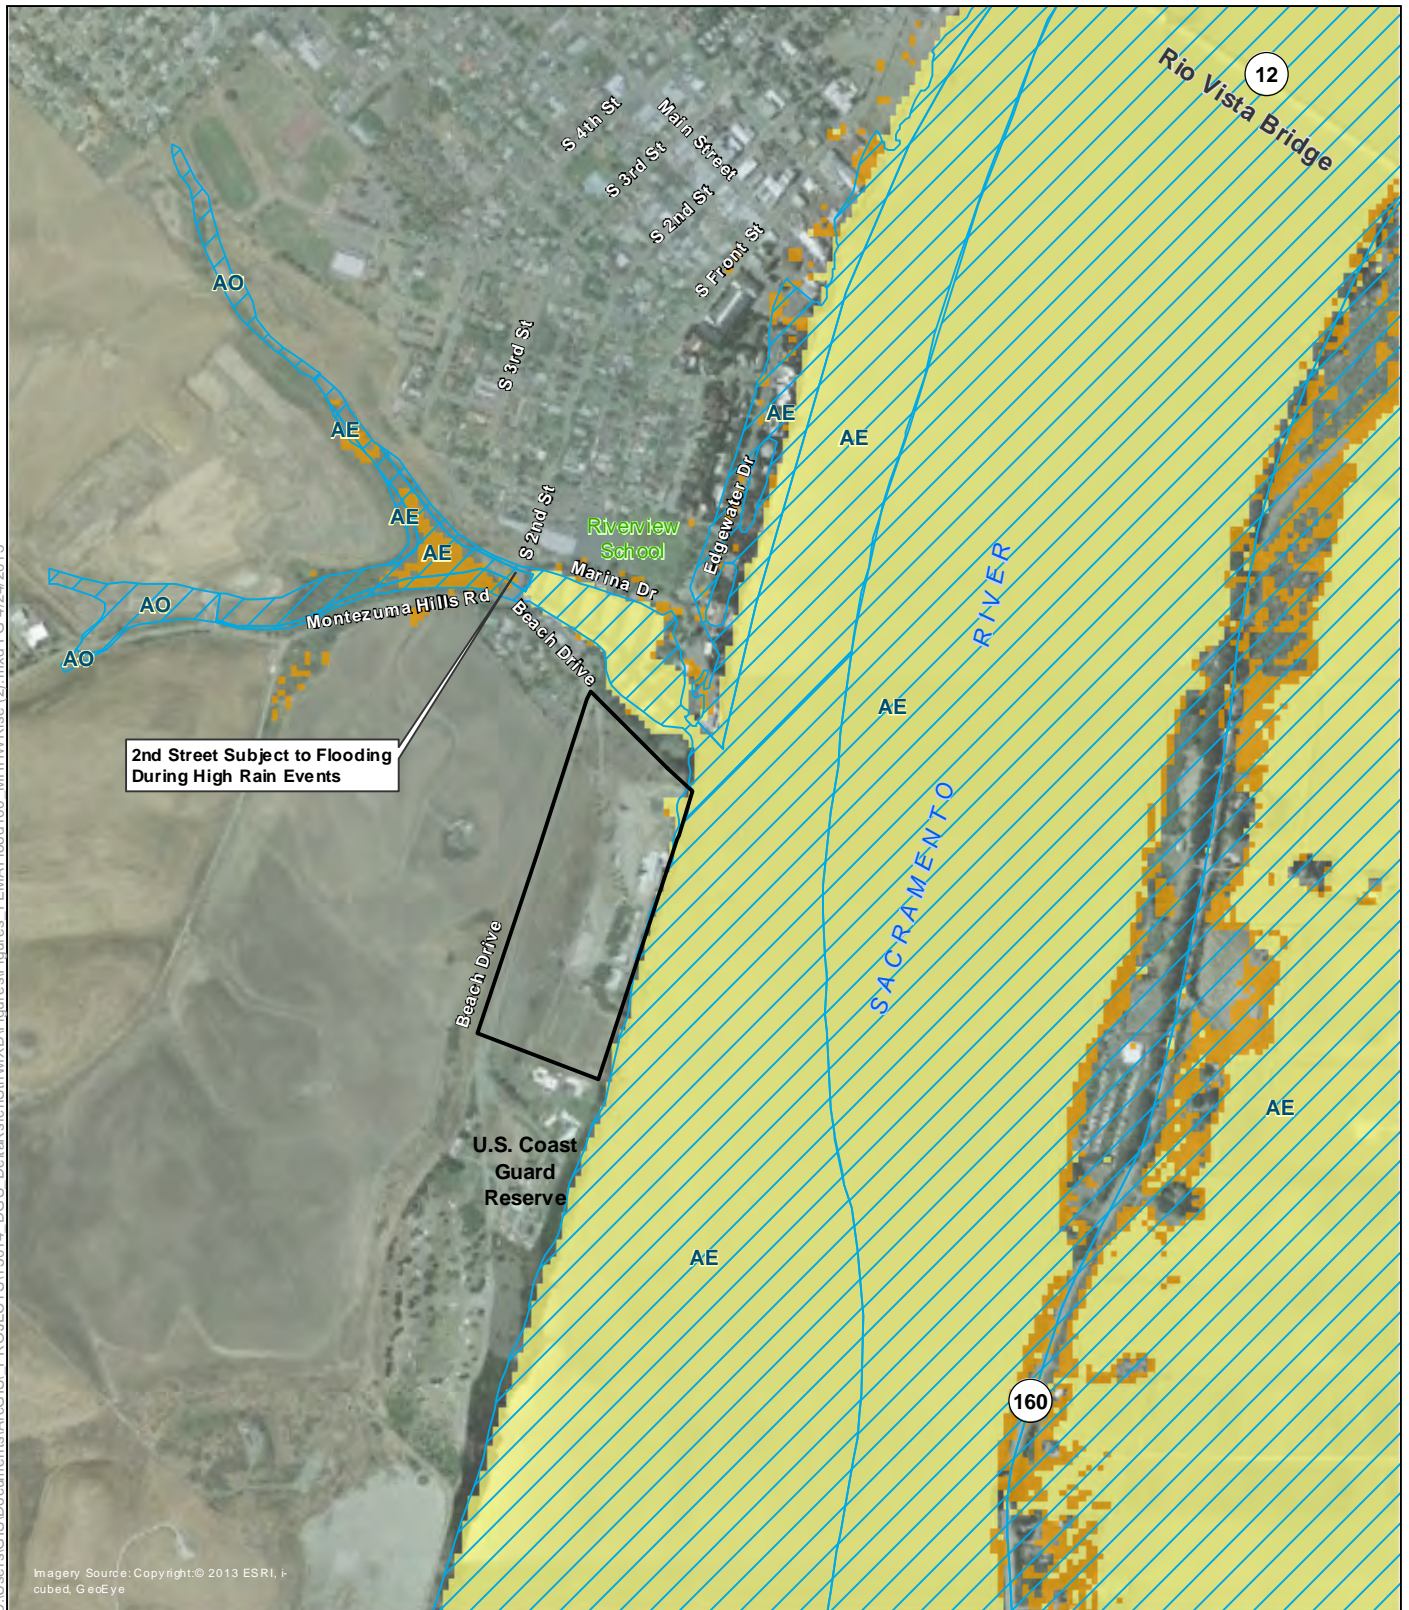 12
Rio Vista Bridge
S 4th St
Main Street
S 3rd St
S 2nd St
S Front St
AO
S 3rd St
AE
AE
AE
AE
AE
Edgewater Dr
S 2nd St
Riverview
School
Marina Dr
RIVER
AO
Montezuma Hills Rd
Beach Drive
AO
AE
2nd Street Subject to Flooding
During High Rain Events
SACRAMENTO
Beach Drive
AE
U.S. Coast
Guard
Reserve
AE
160
Imagery Source: Copyright:© 2013 ESRI, i-
cubed, GeoEye